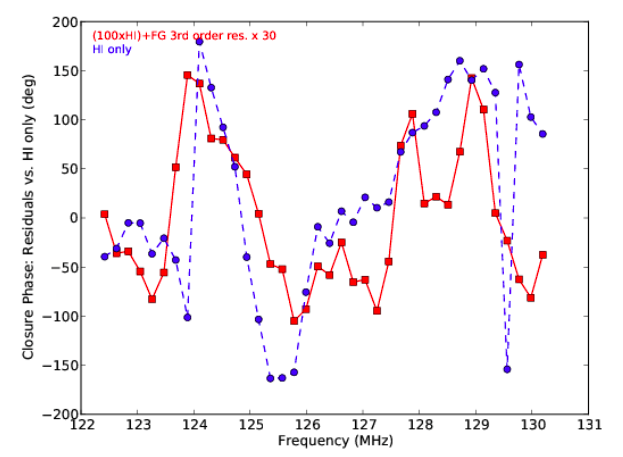 200
(100xHI)+FG 3rd order res. x 30
HI only
150
100
50
0
−50
−100
−150
−200
Closure Phase: Residuals vs. HI only (deg)
122 123 124 125 126 127 128 129 130 131
Frequency (MHz)